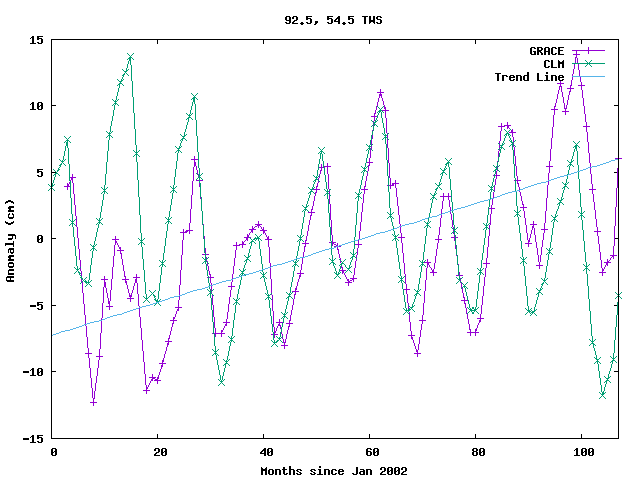 92.5, 54.5 TWS
GRACE
CLM
Trend Line
15
10
5
0
-5
-10
-15
Anomaly (cm)
0 20 40 60 80 100
Months since Jan 2002